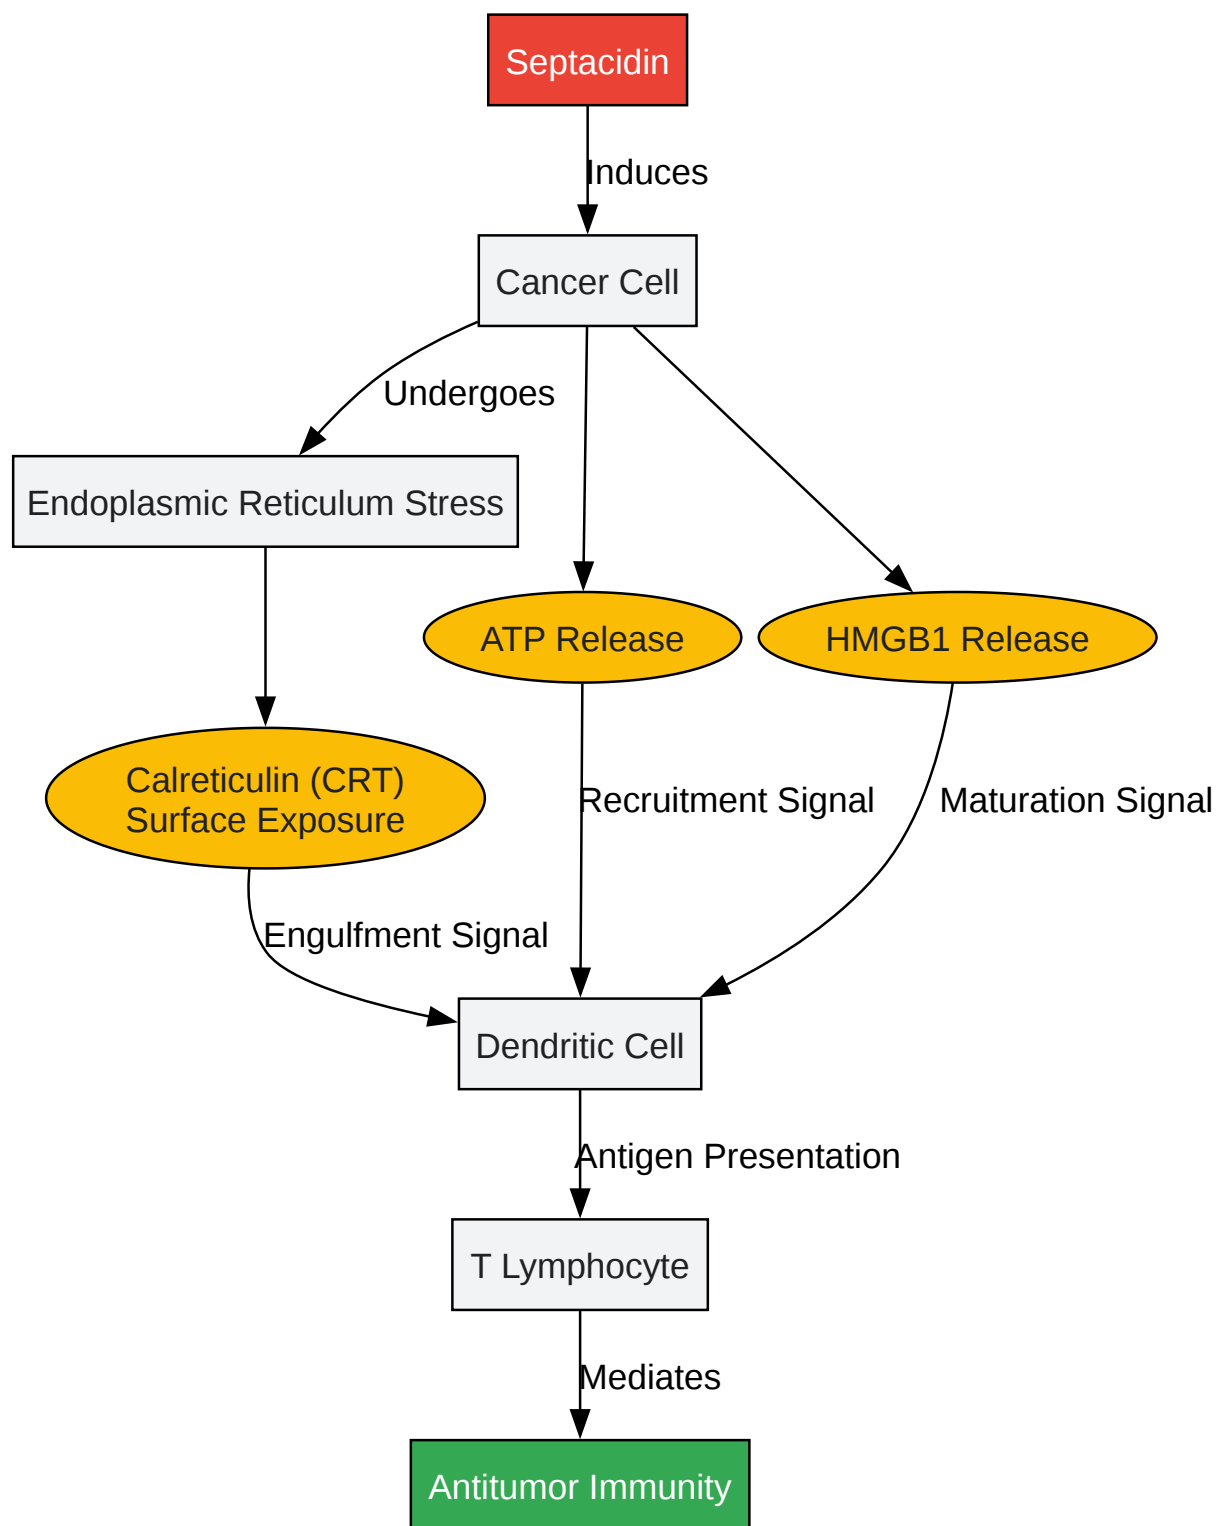 Septacidin
Induces
Cancer Cell
Undergoes
Endoplasmic Reticulum Stress
ATP Release
HMGB1 Release
Calreticulin (CRT)
Surface Exposure
Recruitment Signal
Maturation Signal
Engulfment Signal
Dendritic Cell
Antigen Presentation
T Lymphocyte
Mediates
Antitumor Immunity